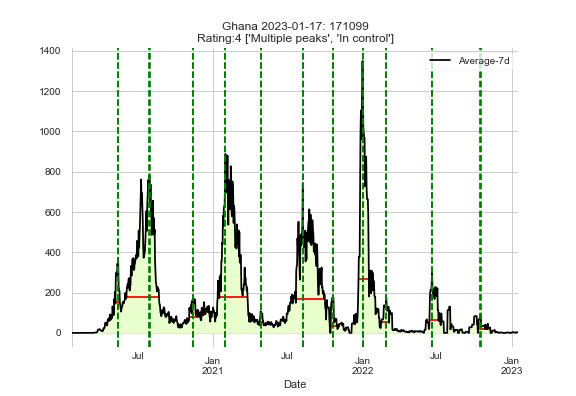 Ghana 2023-01-17: 171099
Rating:4 ['Multiple peaks', 'In control']
Average-7d
1400
1200
1000
800
600
400
200
0
Jul
Jan
2021
Jul
Jan
2022
Jul
Jan
2023
Date